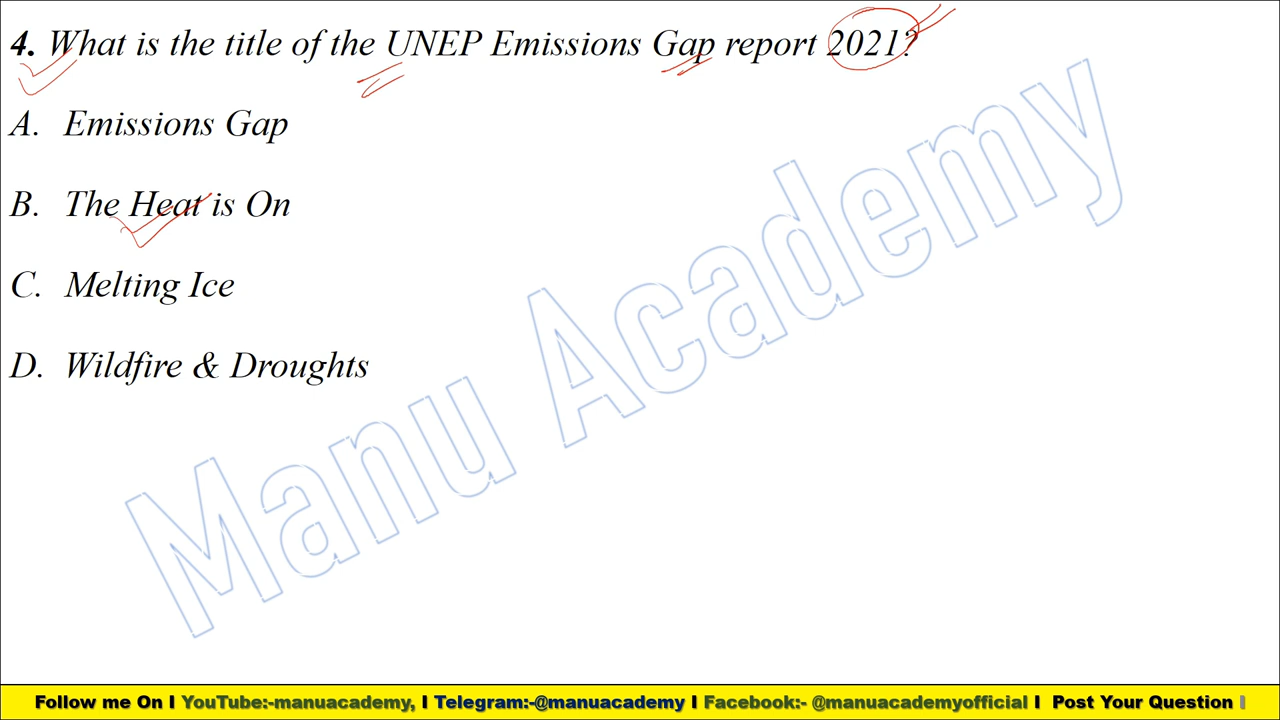 4. What is the title of the UNEP Emissions Gap report 2021?
A. Emissions Gap
B. The Heat is On
C. Melting Ice
D. Wildfire & Droughts
Manu Academy
Follow me On I YouTube:-manuacademy, I Telegram:-@manuacademy I Facebook:- @manuacademyofficial I Post Your Question I